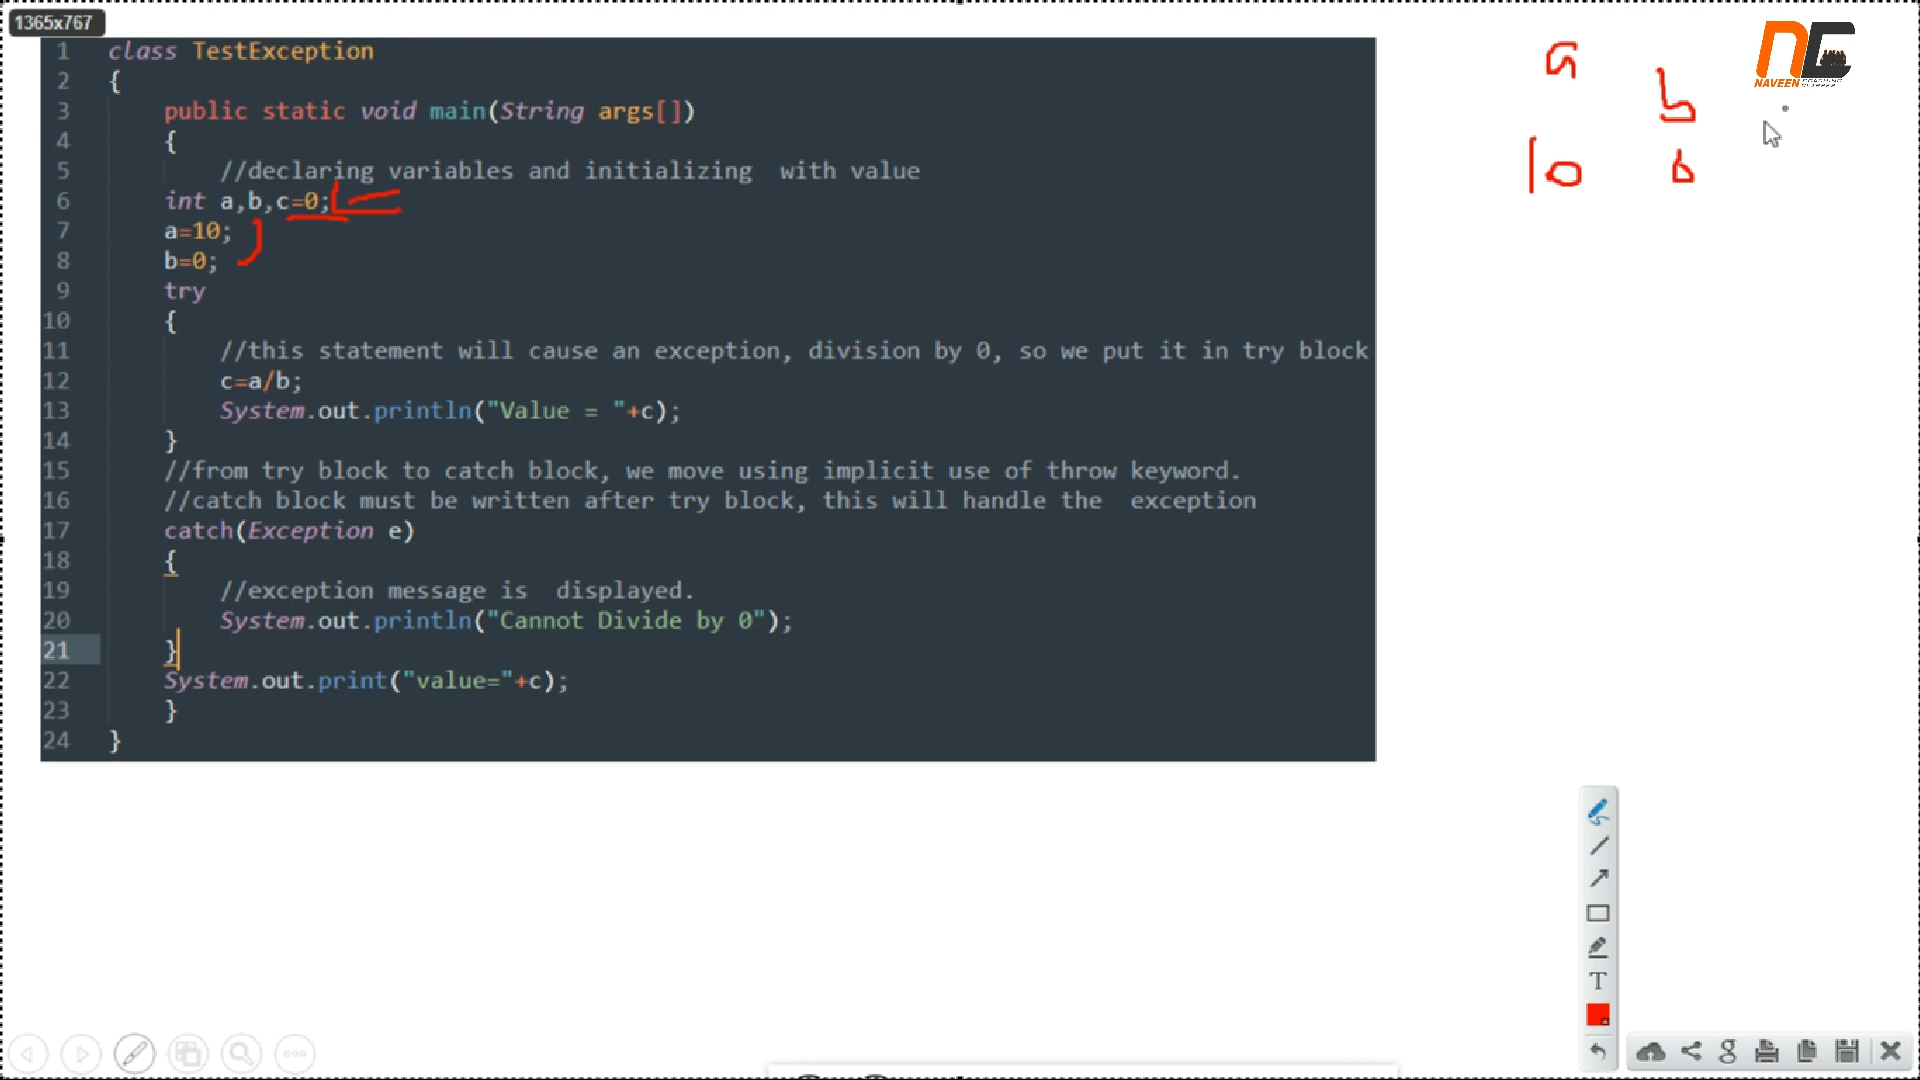 1365x767
1 class TestException
2 {
3 public static void main(String args[])
4 {
5 //declaring variables and initializing  with value
6 int a,b,c=0;
7 a=10;
8 b=0;
9 try
10 {
11 //this statement will cause an exception, division by 0, so we put it in try block
12 c=a/b;
13 System.out.println("Value = "+c);
14 }
15 //from try block to catch block, we move using implicit use of throw keyword.
16 //catch block must be written after try block, this will handle the  exception
17 catch(Exception e)
18 {
19 //exception message is  displayed.
20 System.out.println("Cannot Divide by 0");
21 }
22 System.out.print("value="+c);
23 }
24 }
a b
10 0
NC
NAVEEN COACHING
T
g